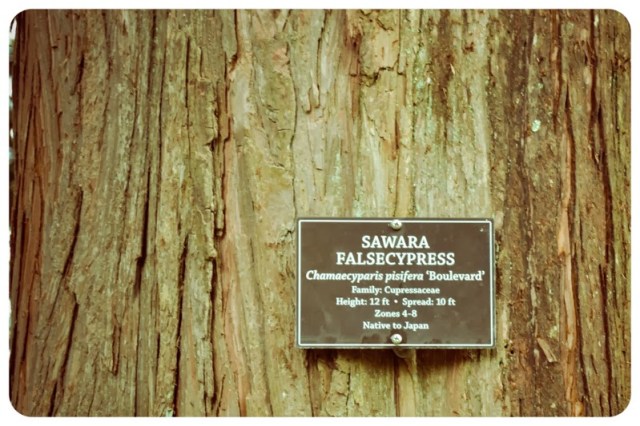 SAWARA
FALSECYPRESS
Chamaecyparis pisifera ‘Boulevard’
Family: Cupressaceae
Height: 12 ft • Spread: 10 ft
Zones 4-8
Native to Japan